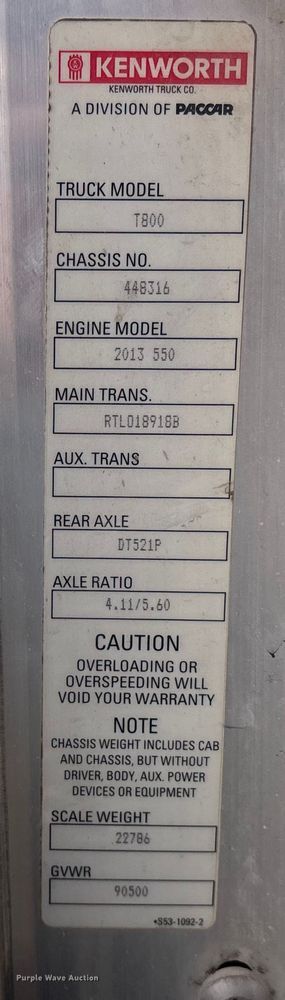 KENWORTH
KENWORTH TRUCK CO.
A DIVISION OF PACCAR
TRUCK MODEL
T800
CHASSIS NO.
448316
ENGINE MODEL
2013 550
MAIN TRANS.
RTLO18918B
AUX. TRANS
REAR AXLE
DT521P
AXLE RATIO
4.11/5.60
CAUTION
OVERLOADING OR
OVERSPEEDING WILL
VOID YOUR WARRANTY
NOTE
CHASSIS WEIGHT INCLUDES CAB
AND CHASSIS, BUT WITHOUT
DRIVER, BODY, AUX. POWER
DEVICES OR EQUIPMENT
SCALE WEIGHT
22786
GVWR
90500
•S53-1092-2
Purple Wave Auction